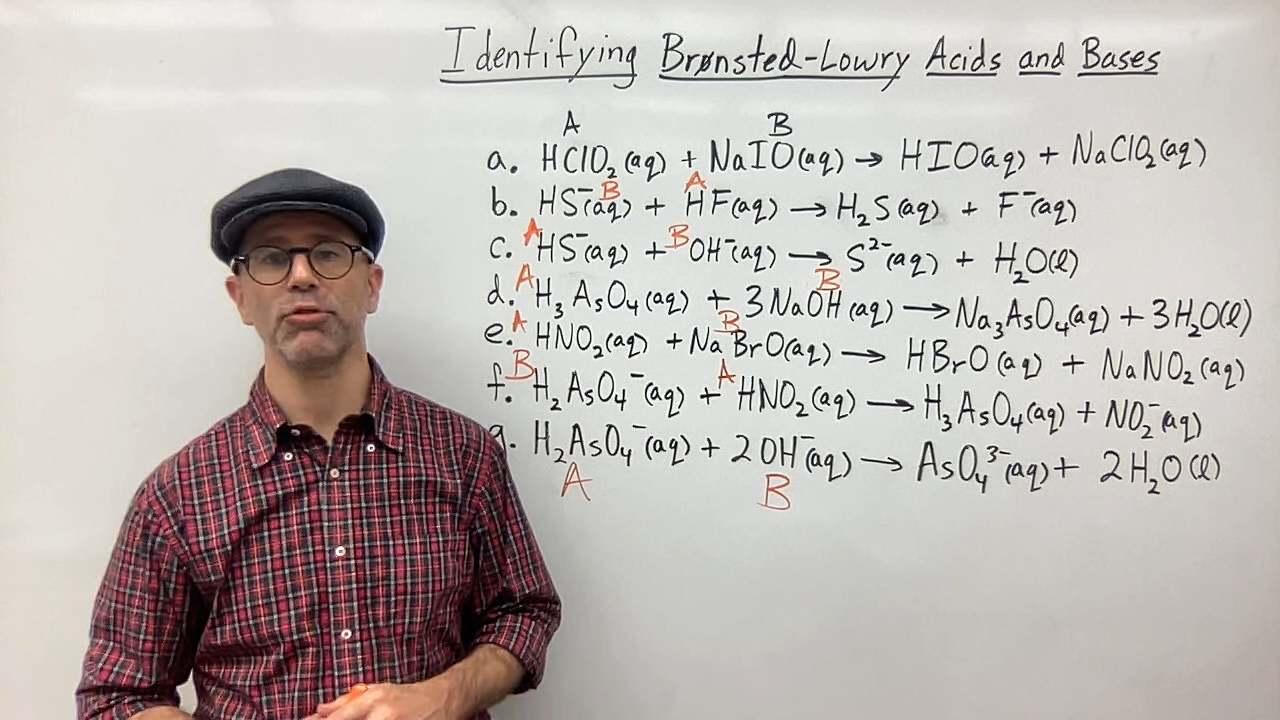 Identifying Brønsted-Lowry Acids and Bases
A B
a. HClO₂(aq) + NaIO(aq) → HIO(aq) + NaClO₂(aq)
B A
b. HS⁻(aq) + HF(aq) → H₂S(aq) + F⁻(aq)
A B
c. HS⁻(aq) + OH⁻(aq) → S²⁻(aq) + H₂O(l)
A B
d. H₃AsO₄(aq) + 3NaOH(aq) → Na₃AsO₄(aq) + 3H₂O(l)
A B
e. HNO₂(aq) + NaBrO(aq) → HBrO(aq) + NaNO₂(aq)
B A
f. H₂AsO₄⁻(aq) + HNO₂(aq) → H₃AsO₄(aq) + NO₂⁻(aq)
g. H₂AsO₄⁻(aq) + 2OH⁻(aq) → AsO₄³⁻(aq) + 2H₂O(l)
A B